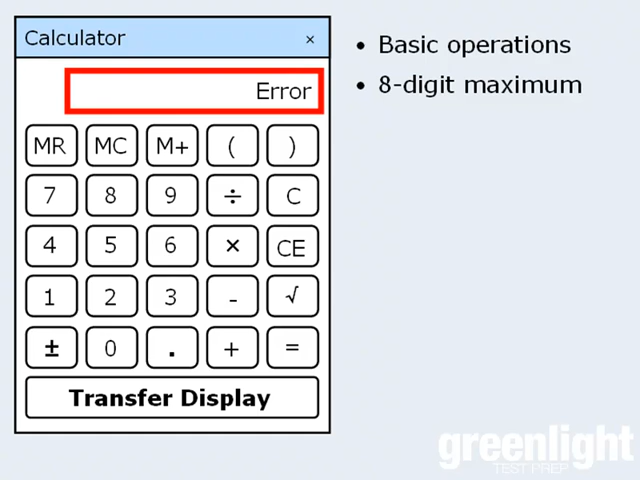 Calculator ×
• Basic operations
• 8-digit maximum
Error
MR MC M+ ( )
7 8 9 ÷ C
4 5 6 × CE
1 2 3 - √
± 0 . + =
Transfer Display
greenlight
TEST PREP